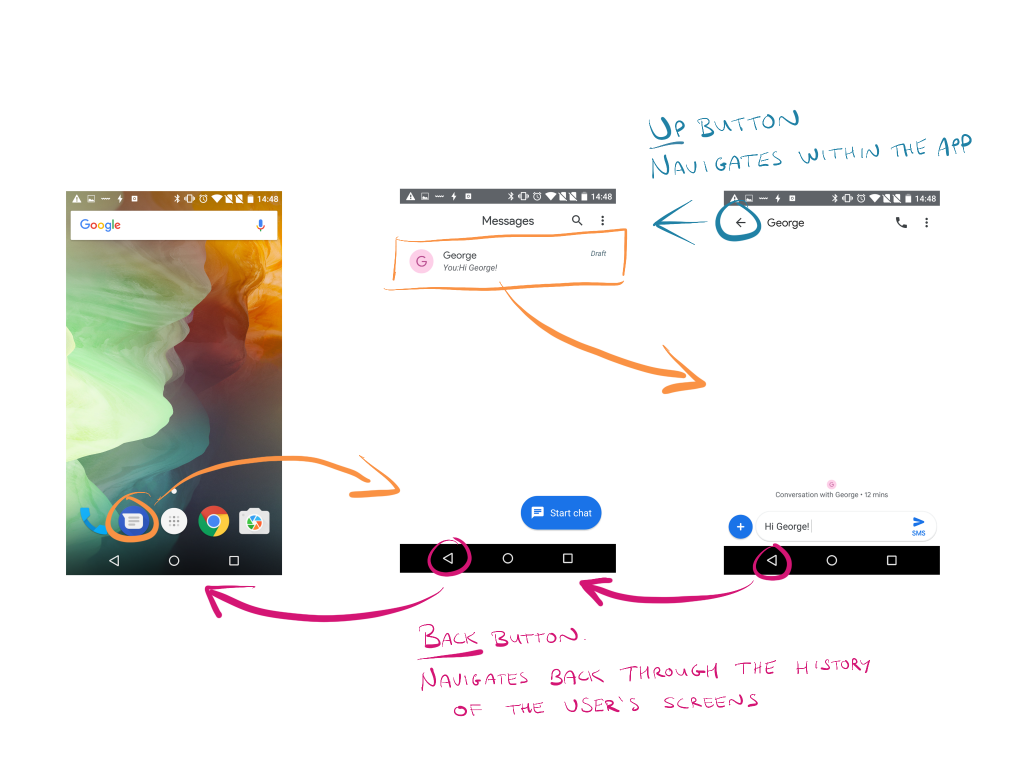 UP BUTTON
NAVIGATES WITHIN THE APP
14:48
Google
14:48
Messages
G
George
Draft
You:Hi George!
Start chat
14:48
George
G
Conversation with George • 12 mins
+
Hi George!
SMS
BACK BUTTON.
NAVIGATES BACK THROUGH THE HISTORY
OF THE USER'S SCREENS